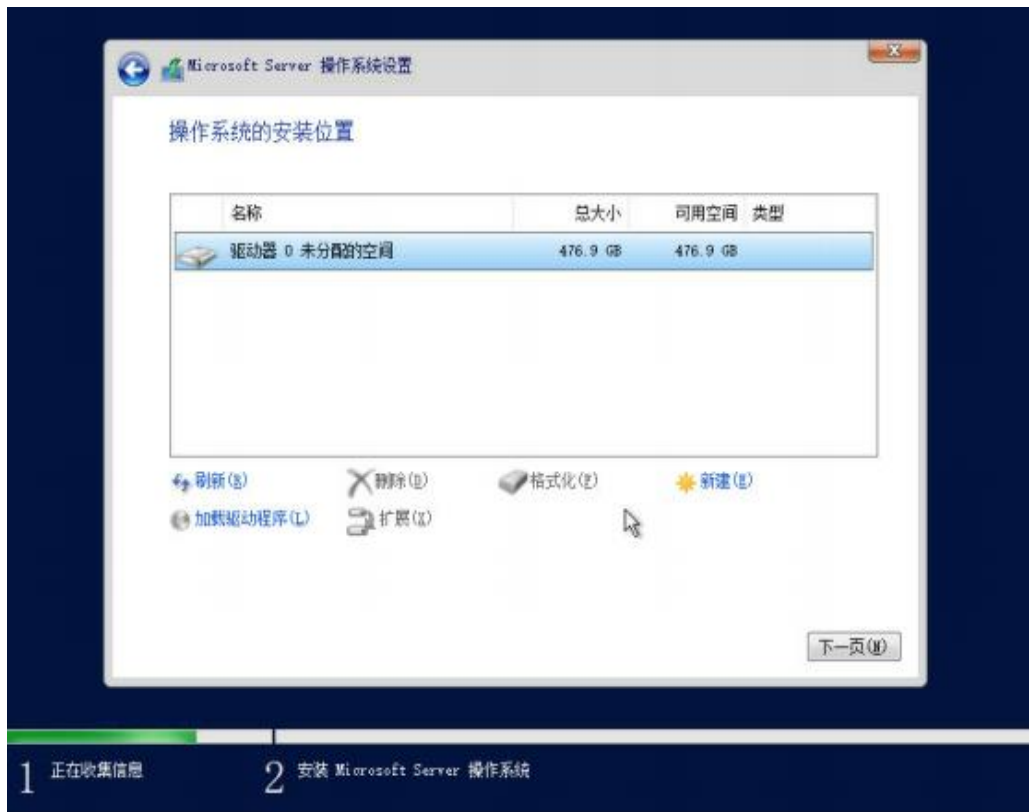 Microsoft Server 操作系统设置
操作系统的安装位置
名称 总大小 可用空间 类型
驱动器 0 未分配的空间 476.9 GB 476.9 GB
刷新(R) 删除(D) 格式化(F) 新建(E)
加载驱动程序(L) 扩展(X)
下一页(N)
1 正在收集信息 2 安装 Microsoft Server 操作系统